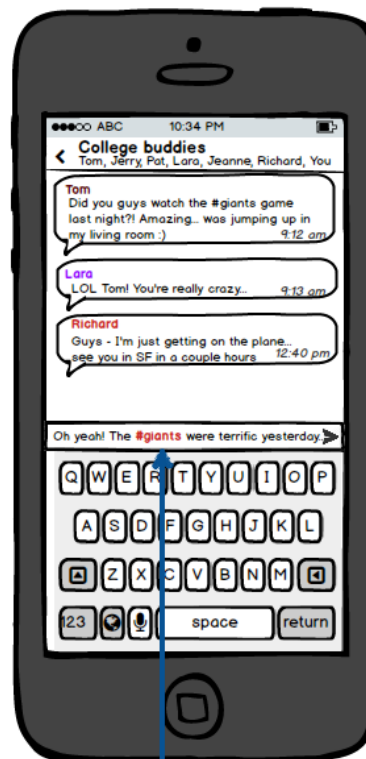 ABC 10:34 PM
College buddies
Tom, Jerry, Pat, Lara, Jeanne, Richard, You
Tom
Did you guys watch the #giants game
last night?! Amazing... was jumping up in
my living room :) 9:12 am
Lara
LOL Tom! You're really crazy... 9:13 am
Richard
Guys - I'm just getting on the plane...
see you in SF in a couple hours 12:40 pm
Oh yeah! The #giants were terrific yesterday.
Q W E R T Y U I O P
A S D F G H J K L
Z X C V B N M
123 space return